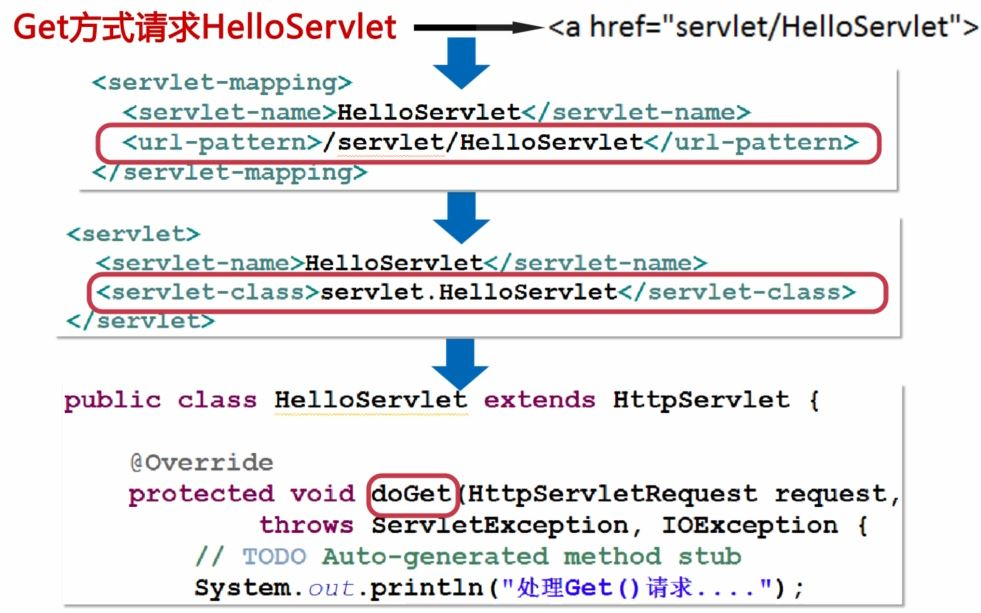 Get方式请求HelloServlet <a href="servlet/HelloServlet">
<servlet-mapping>
<servlet-name>HelloServlet</servlet-name>
<url-pattern>/servlet/HelloServlet</url-pattern>
</servlet-mapping>
<servlet>
<servlet-name>HelloServlet</servlet-name>
<servlet-class>servlet.HelloServlet</servlet-class>
</servlet>
public class HelloServlet extends HttpServlet {
@Override
protected void doGet(HttpServletRequest request,
throws ServletException, IOException {
// TODO Auto-generated method stub
System.out.println("处理Get()请求....");